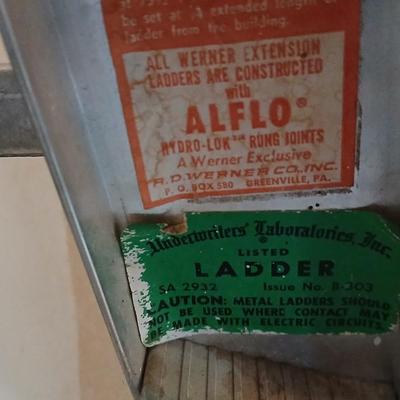 be set at ¼ extended length of
ladder from the building.
ALL WERNER EXTENSION
LADDERS ARE CONSTRUCTED
with
ALFLO®
HYDRO-LOK™ RUNG JOINTS
A Werner Exclusive
R.D. WERNER CO., INC.
P. O. BOX 580 GREENVILLE, PA.
Underwriters' Laboratories, Inc.
®
LISTED
LADDER
SA 2932 Issue No. B-303
CAUTION: METAL LADDERS SHOULD
NOT BE USED WHERE CONTACT MAY
BE MADE WITH ELECTRIC CIRCUITS